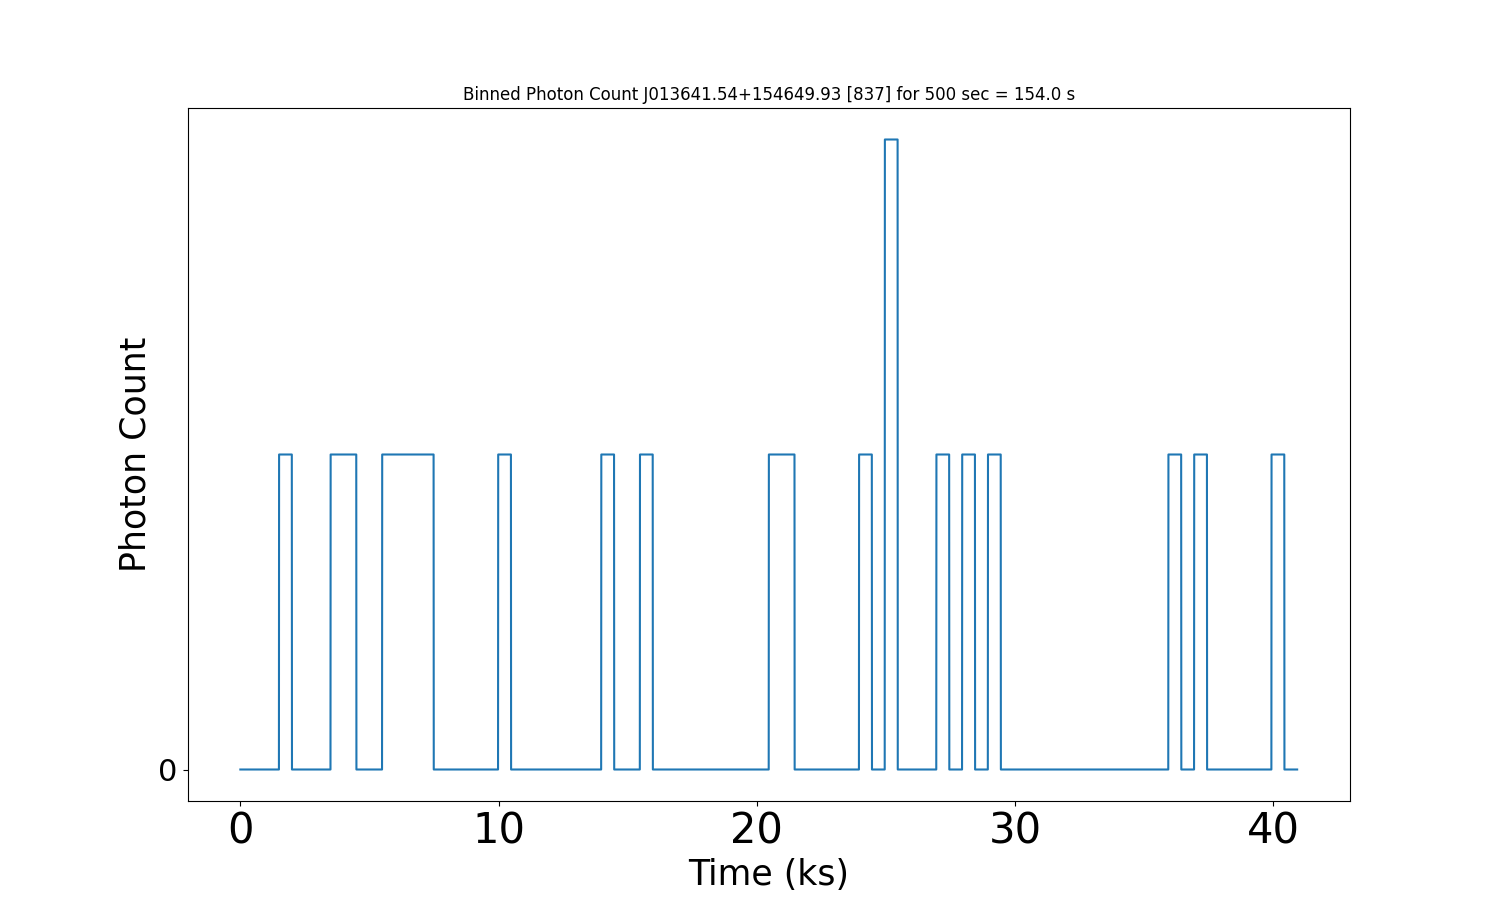 Binned Photon Count J013641.54+154649.93 [837] for 500 sec = 154.0 s
Photon Count
0
0 10 20 30 40
Time (ks)